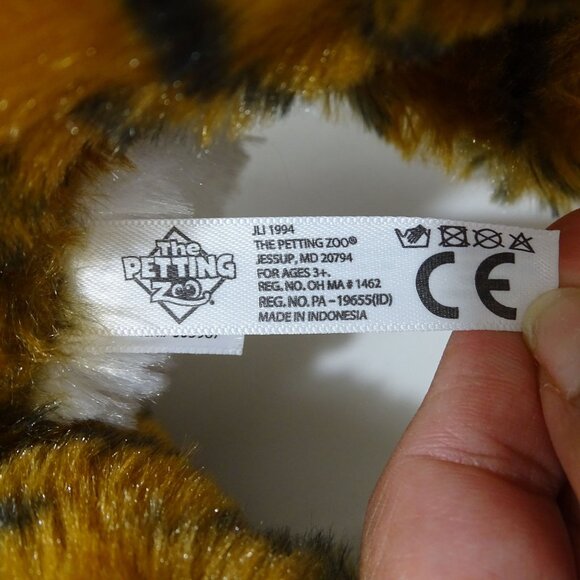 The
PETTING
Zoo
JLI 1994
THE PETTING ZOO®
JESSUP, MD 20794
FOR AGES 3+.
REG. NO. OH MA # 1462
REG. NO. PA -19655(ID)
MADE IN INDONESIA
CE